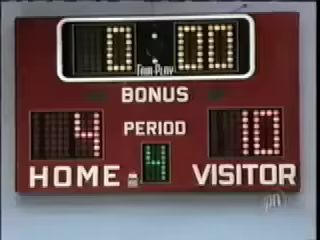 0:00
FAIR-PLAY
BONUS
4 PERIOD 10
4
HOME VISITOR